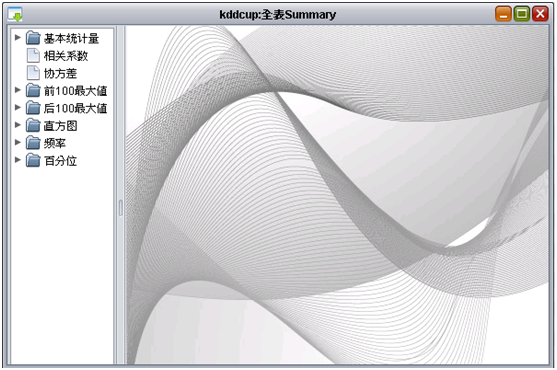 kddcup:全表Summary
基本统计量
相关系数
协方差
前100最大值
后100最大值
直方图
频率
百分位